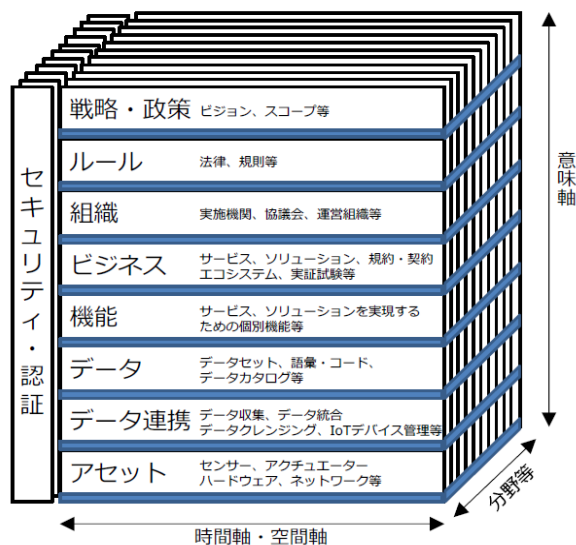 セキュリティ・認証
戦略・政策 ビジョン、スコープ等
ルール 法律、規則等
組織 実施機関、協議会、運営組織等
ビジネス サービス、ソリューション、規約・契約
エコシステム、実証試験等
機能 サービス、ソリューションを実現する
ための個別機能等
データ データセット、語彙・コード、
データカタログ等
データ連携 データ収集、データ統合
データクレンジング、IoTデバイス管理等
アセット センサー、アクチュエーター
ハードウェア、ネットワーク等
意味軸
分野等
時間軸・空間軸